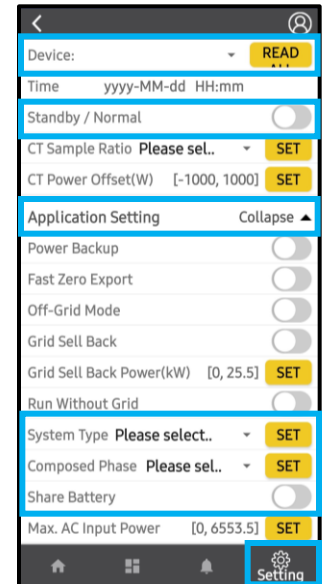 Device: READ
ALL
Time yyyy-MM-dd HH:mm
Standby / Normal
CT Sample Ratio Please sel.. SET
CT Power Offset(W) [-1000, 1000] SET
Application Setting Collapse
Power Backup
Fast Zero Export
Off-Grid Mode
Grid Sell Back
Grid Sell Back Power(kW) [0, 25.5] SET
Run Without Grid
System Type Please select.. SET
Composed Phase Please sel.. SET
Share Battery
Max. AC Input Power [0, 6553.5] SET
Setting